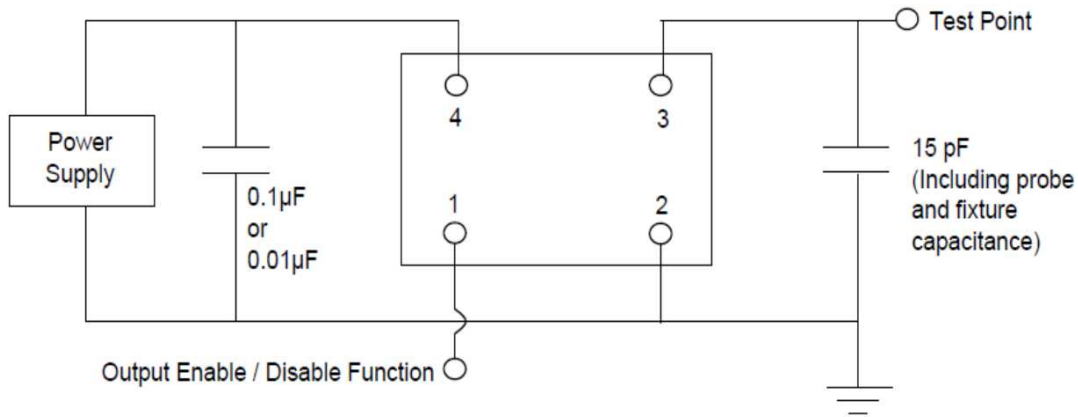 Test Point
4
3
Power
Supply
15 pF
(Including probe
and fixture
capacitance)
0.1µF
or
0.01µF
1
2
Output Enable / Disable Function